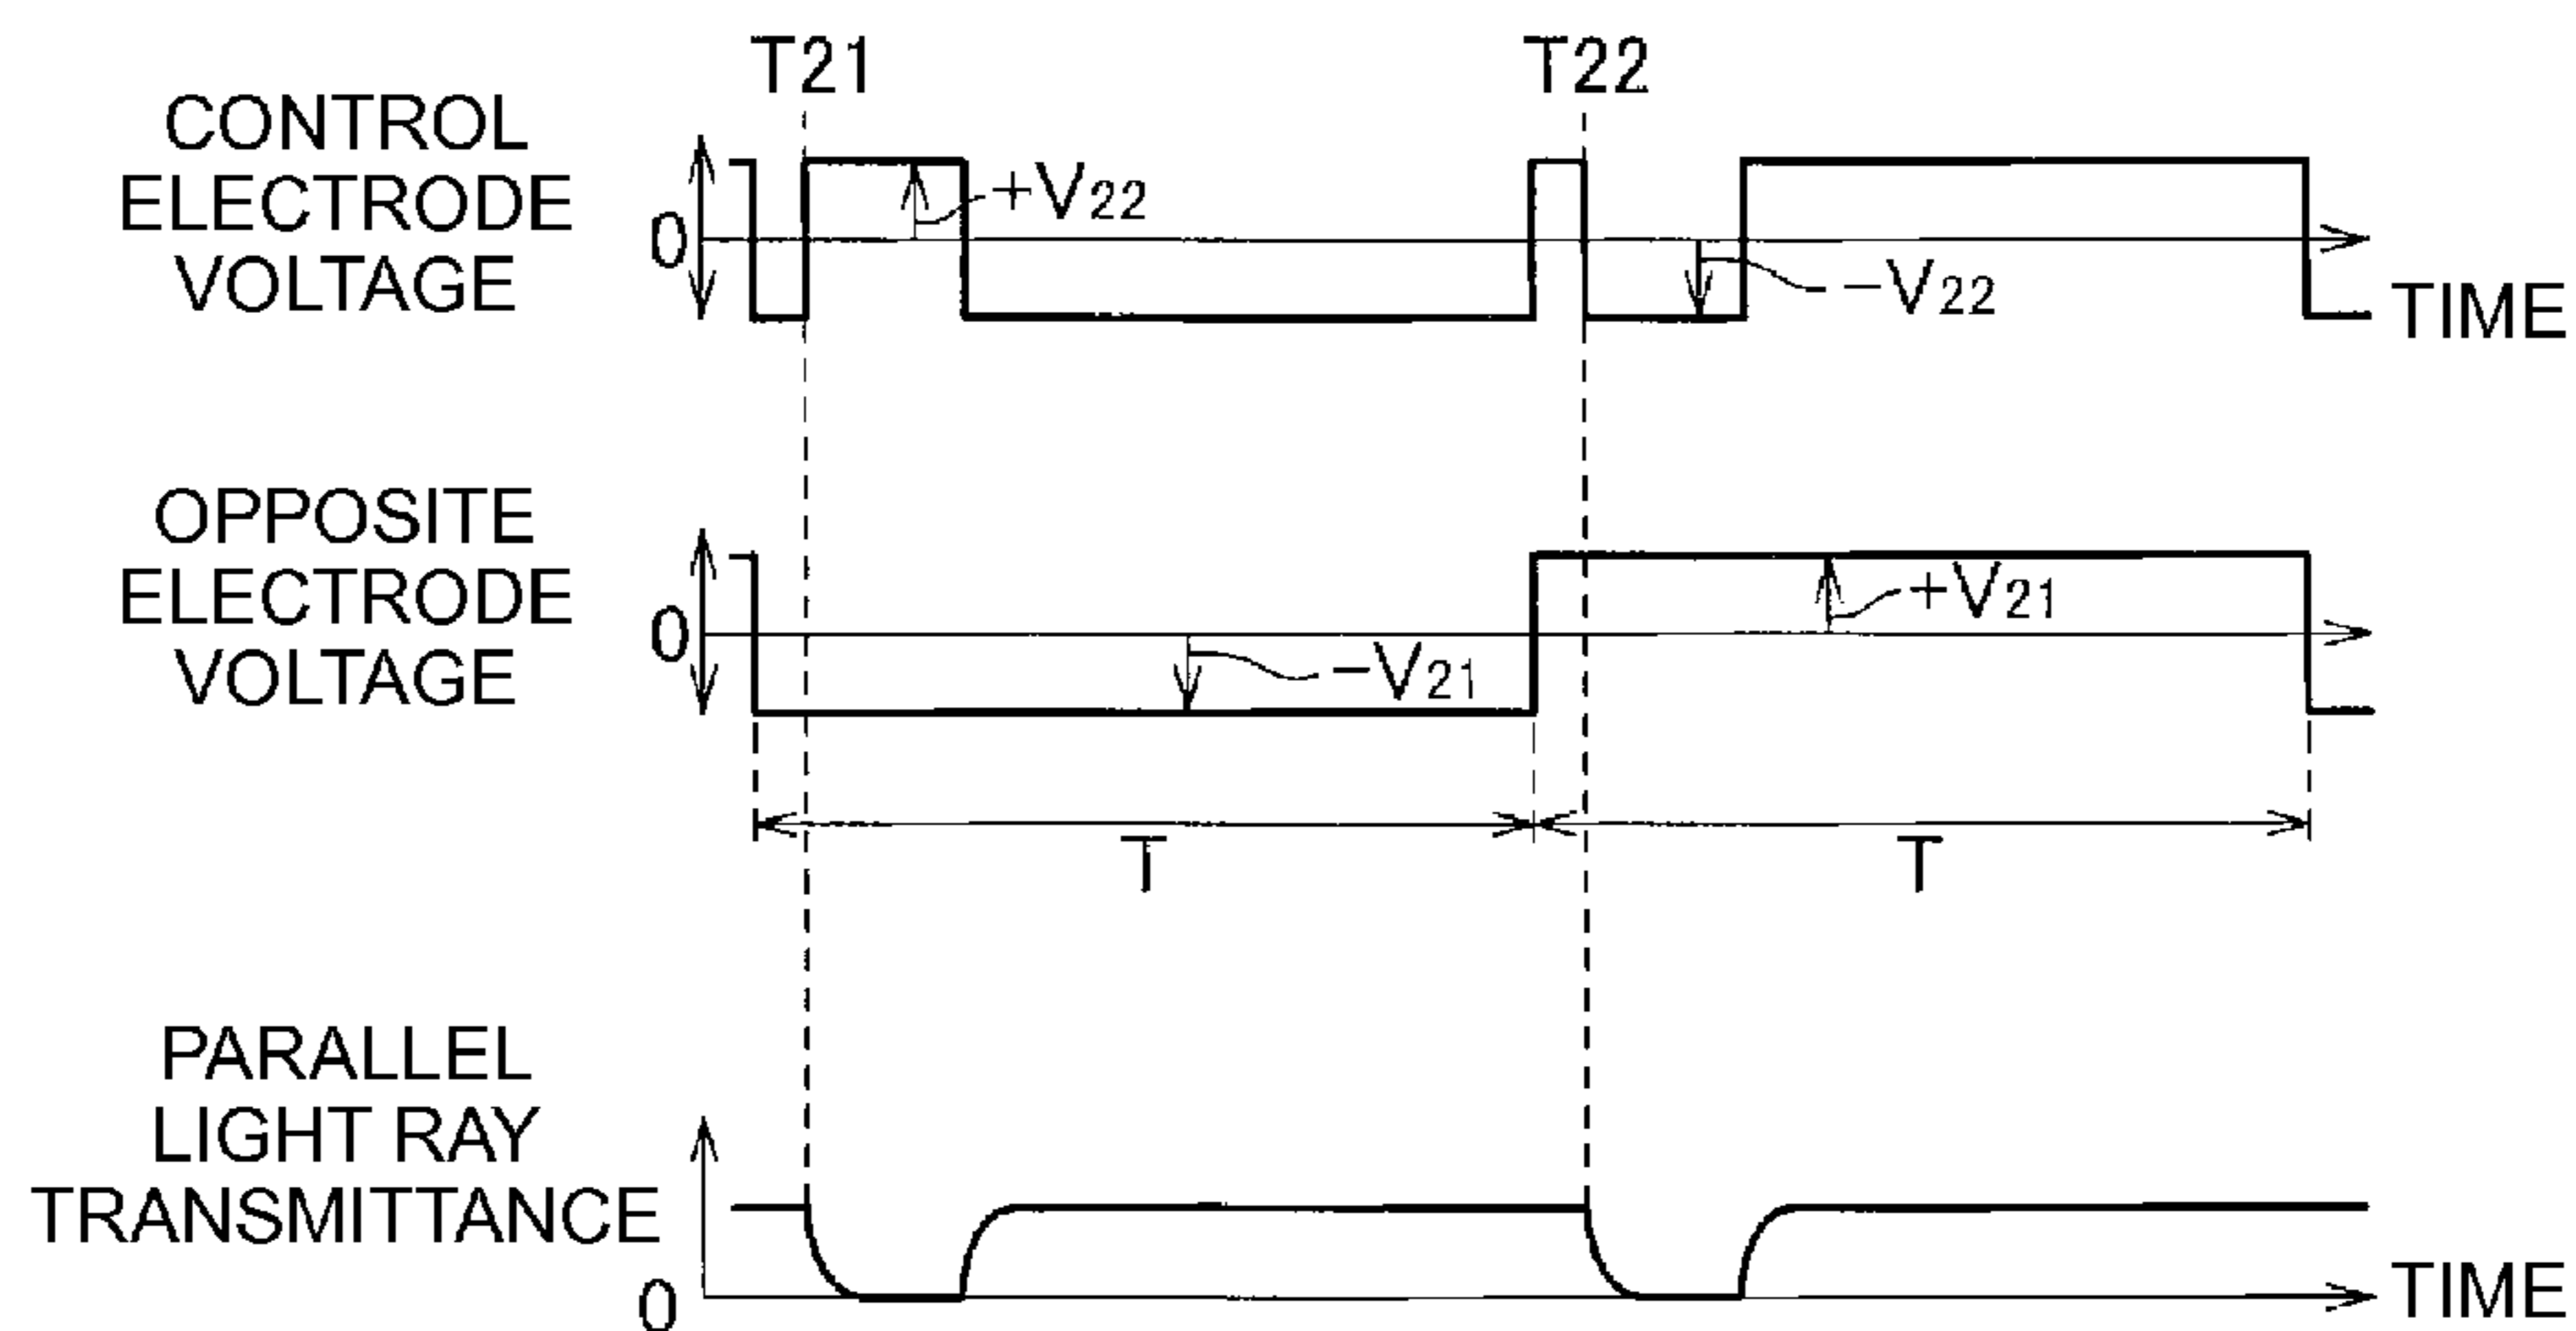 T21
T22
CONTROL
ELECTRODE
VOLTAGE
0
+V22
−V22
TIME
OPPOSITE
ELECTRODE
VOLTAGE
0
−V21
+V21
T
T
PARALLEL
LIGHT RAY
TRANSMITTANCE
0
TIME